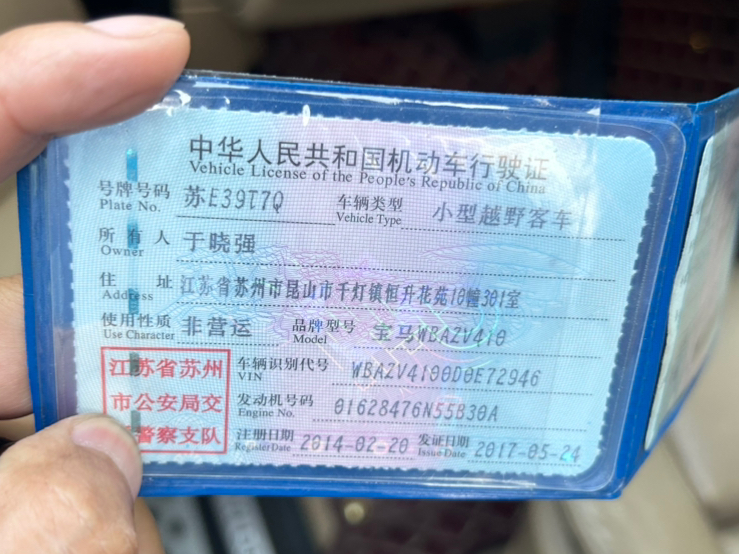 中华人民共和国机动车行驶证
Vehicle License of the People's Republic of China
号牌号码 苏E39T7Q 车辆类型 小型越野客车
Plate No. Vehicle Type
所有人 于晓强
Owner
住址 江苏省苏州市昆山市千灯镇恒升花苑10幢301室
Address
使用性质 非营运 品牌型号 宝马WBAZV410
Use Character Model
江苏省苏州
市公安局交
警察支队
车辆识别代号 WBAZV4100D0E72946
VIN
发动机号码 01628476N55B30A
Engine No.
注册日期 2014-02-20 发证日期 2017-05-24
Register Date Issue Date